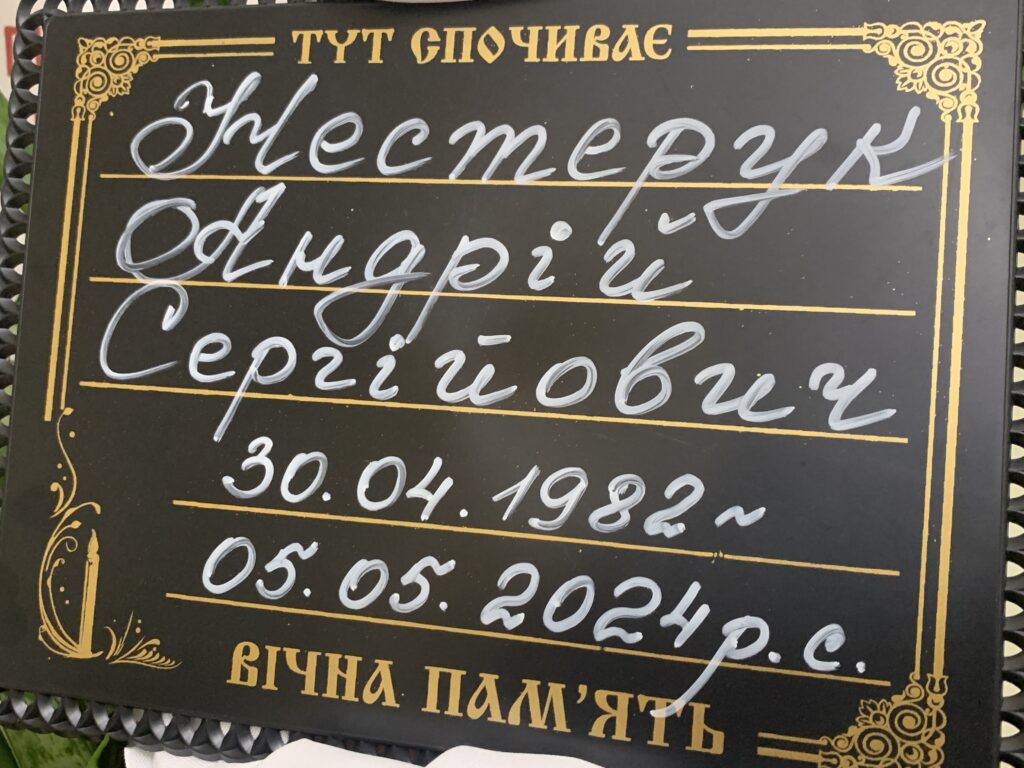 ТУТ СПОЧИВАЄ
Нестерук
Андрій
Сергійович
30.04.1982~
05.05.2024р.с.
ВІЧНА ПАМ'ЯТЬ